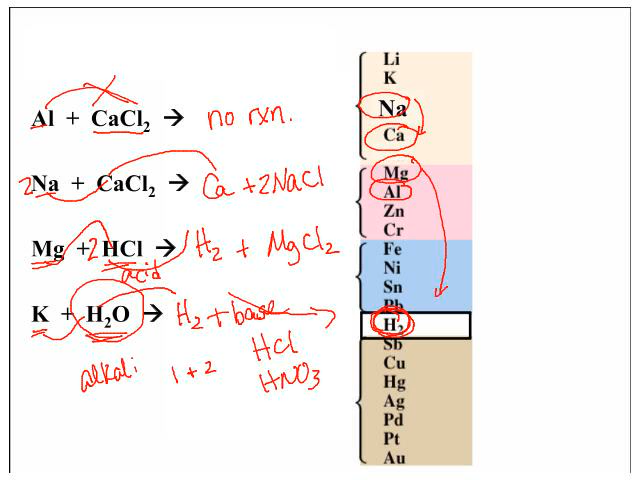 Al + CaCl₂ → no rxn.
2Na + CaCl₂ → Ca + 2NaCl
Mg + 2HCl → H₂ + MgCl₂
acid
K + H₂O → H₂ + base
HCl
alkali 1+2 HNO₃
Li
K
Na
Ca
Mg
Al
Zn
Cr
Fe
Ni
Sn
Pb
H₂
Sb
Cu
Hg
Ag
Pd
Pt
Au